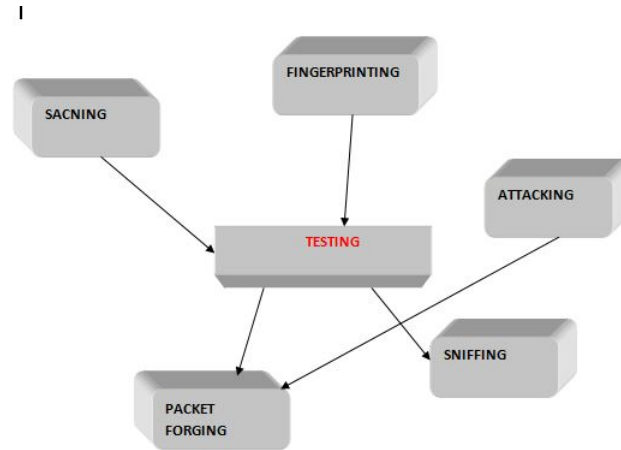 I
FINGERPRINTING
SACNING
ATTACKING
TESTING
SNIFFING
PACKET
FORGING